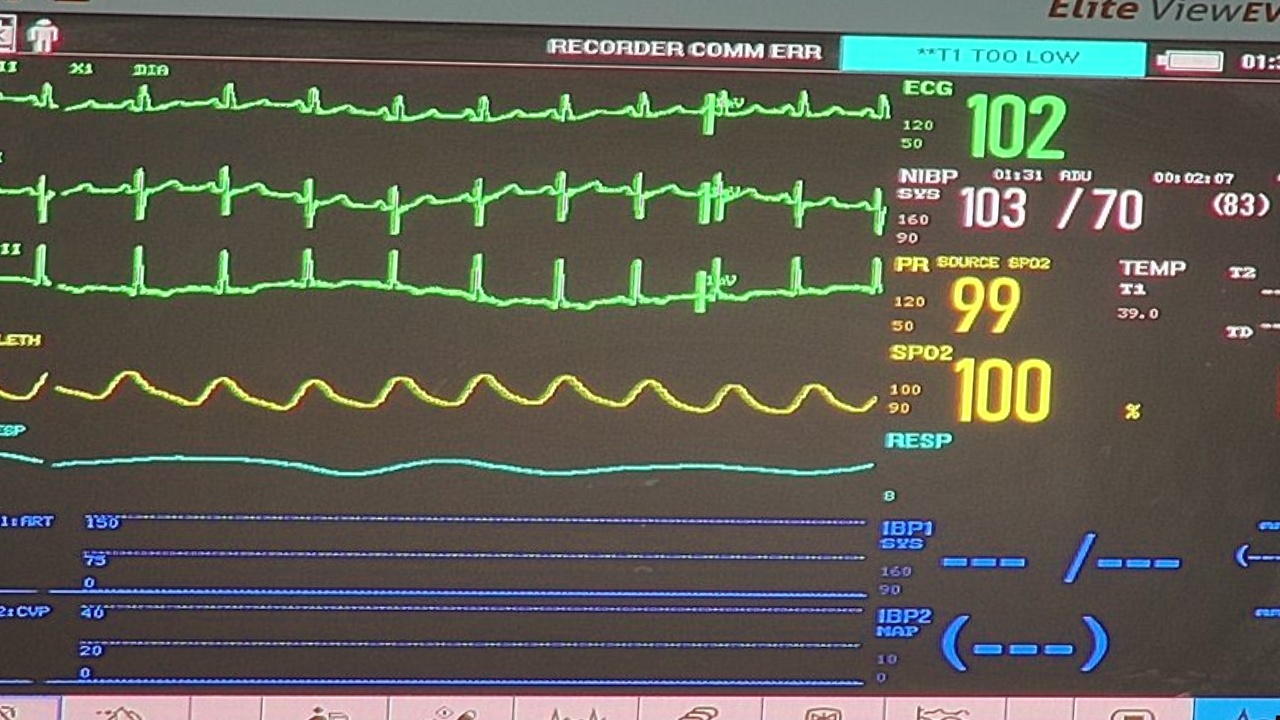 Elite ViewEV
RECORDER COMM ERR
**T1 TOO LOW
01:3
II X1 DIA
ECG
102
120
50
NIBP 01:31 ADU 00:02:07
SYS
103 / 70 (83)
160
90
II
PR SOURCE SPO2
99
120
50
TEMP
T1
39.0
T2
TD
LETH
SPO2
100
100
90
%
ESP
RESP
8
1:ART
150
75
0
IBP1
SYS
160
90
--- / ---
(--
2:CVP
40
20
0
IBP2
MAP
10
0
(---)